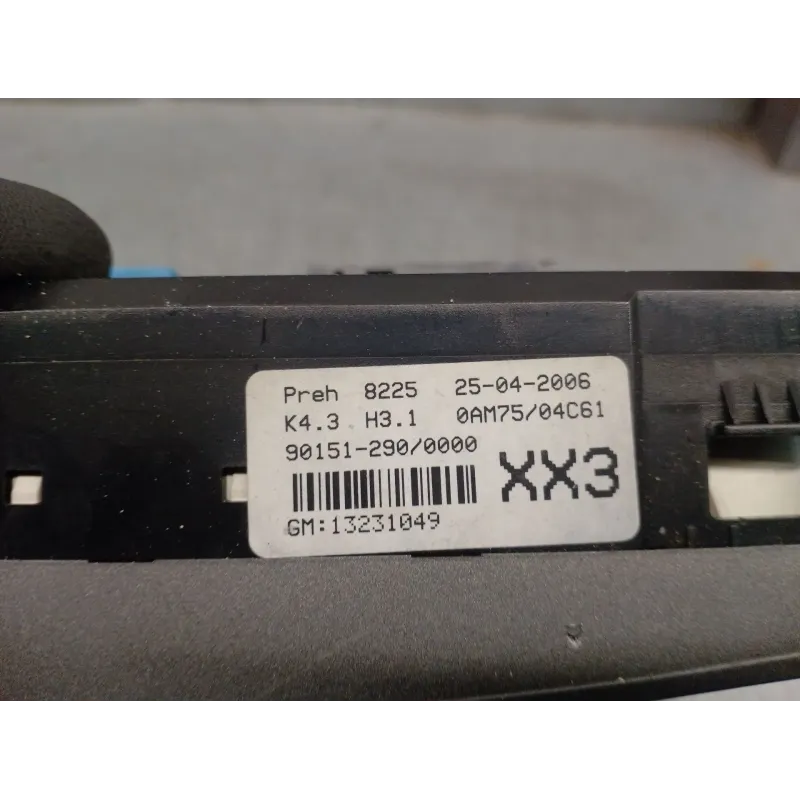 Preh 8225 25-04-2006
K4.3 H3.1 0AM75/04C61
90151-290/0000
XX3
GM:13231049